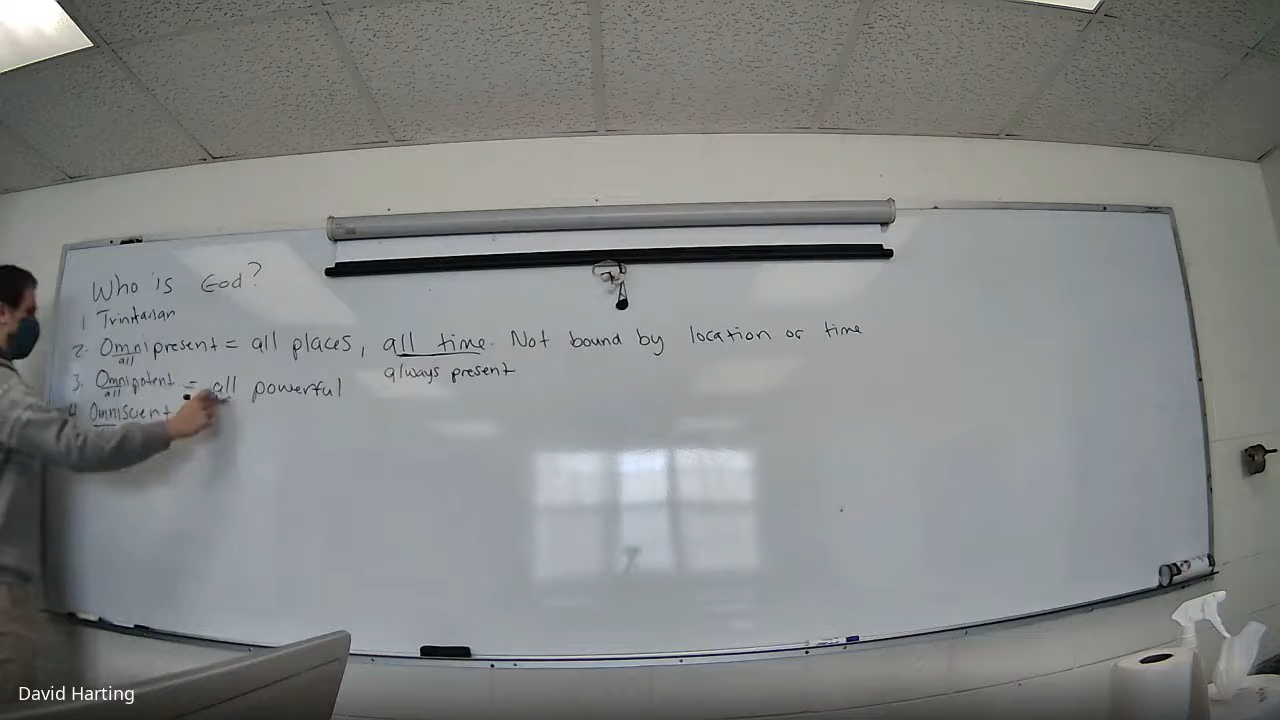 Who is God?
1 Trinitarian
2. Omnipresent = all places, all time. Not bound by location or time
all
always present
3. Omnipotent = all powerful
all
4 Omniscient
David Harting